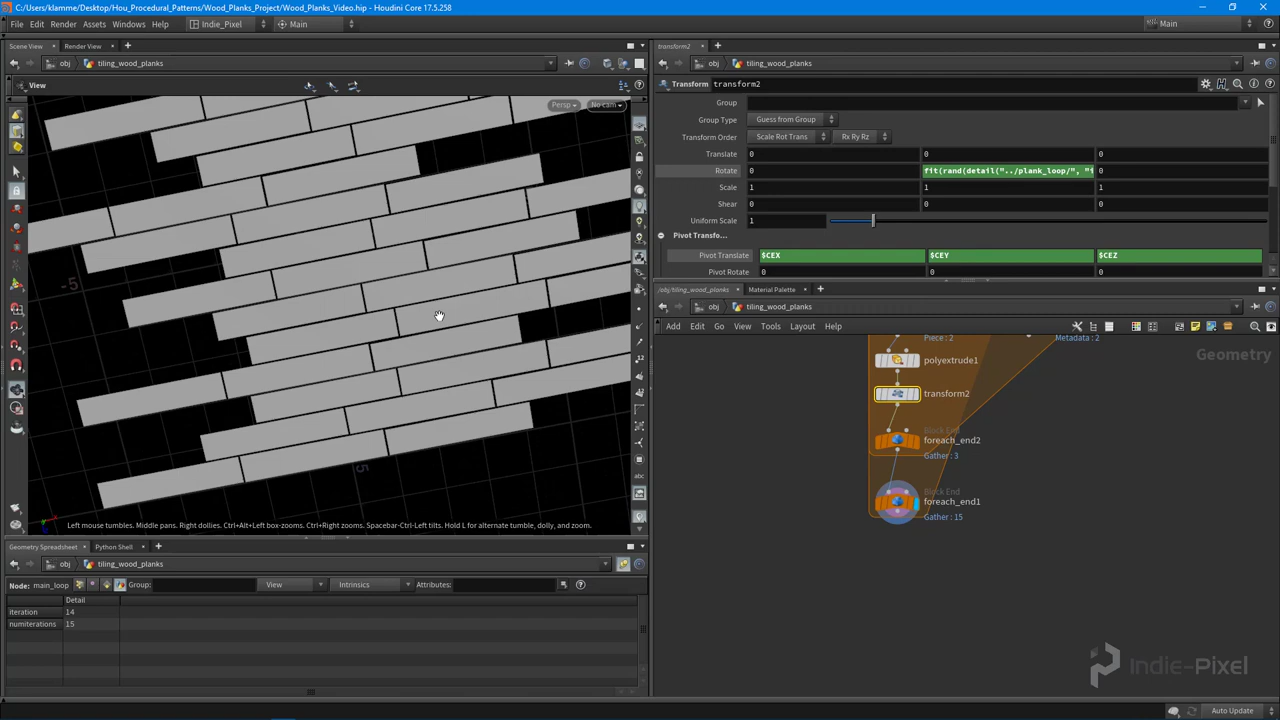 C:/Users/klamme/Desktop/Hou_Procedural_Patterns/Wood_Planks_Project/Wood_Planks_Video.hip - Houdini Core 17.5.258
File Edit Render Assets Windows Help Indie_Pixel Main Main
Scene View Render View
obj tiling_wood_planks
View
Persp No cam
-5
5
Left mouse tumbles. Middle pans. Right dollies. Ctrl+Alt+Left box-zooms. Ctrl+Right zooms. Spacebar-Ctrl-Left tilts. Hold L for alternate tumble, dolly, and zoom.
Geometry Spreadsheet Python Shell
obj tiling_wood_planks
Node: main_loop Group: View Intrinsics Attributes:
Detail
iteration 14
numiterations 15
transform2
obj tiling_wood_planks
Transform transform2
Group
Group Type Guess from Group
Transform Order Scale Rot Trans Rx Ry Rz
Translate 0 0 0
Rotate 0 fit(rand(detail("../plank_loop/", "i 0
Scale 1 1 1
Shear 0 0 0
Uniform Scale 1
Pivot Transfo...
Pivot Translate $CEX $CEY $CEZ
Pivot Rotate 0 0 0
/obj/tiling_wood_planks Material Palette
obj tiling_wood_planks
Add Edit Go View Tools Layout Help
Piece: 2 Metadata: 2
Geometry
polyextrude1
transform2
Block End
foreach_end2
Gather: 3
Block End
foreach_end1
Gather: 15
Indie-Pixel
Auto Update